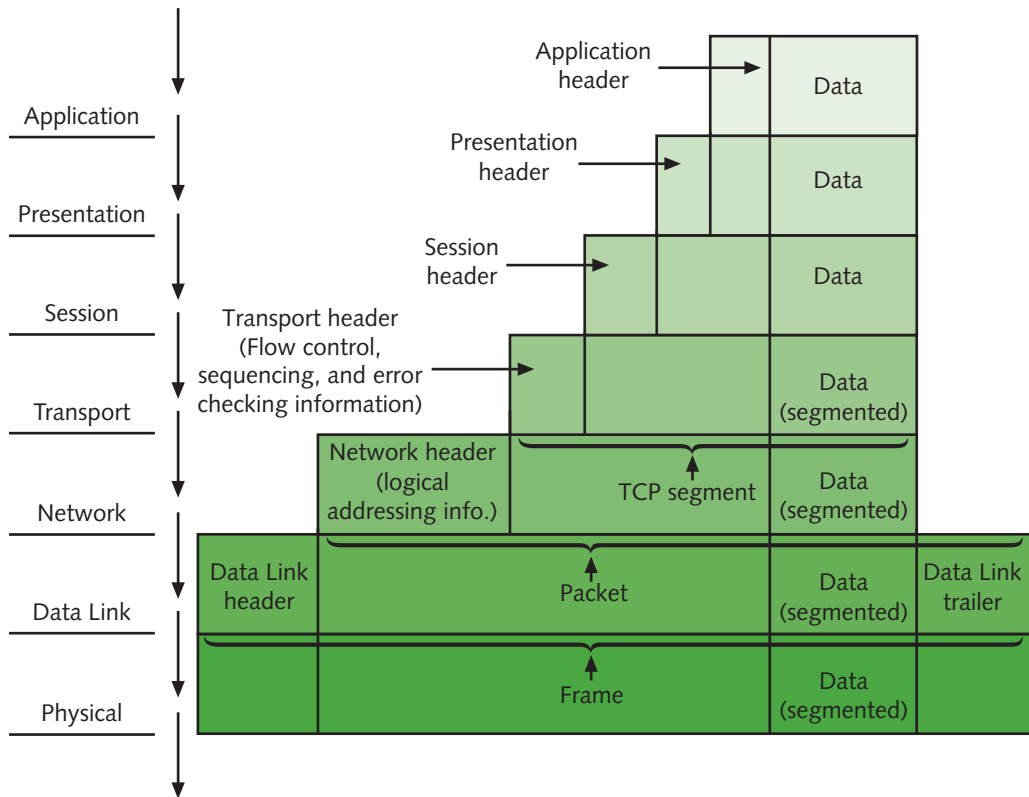 Application
header
Data
Application
Presentation
header
Data
Presentation
Session
header
Data
Session
Transport header
(Flow control,
sequencing, and error
checking information)
Data
(segmented)
Transport
Network header
(logical
addressing info.)
TCP segment
Data
(segmented)
Network
Data Link
header
Packet
Data
(segmented)
Data Link
trailer
Data Link
Frame
Data
(segmented)
Physical